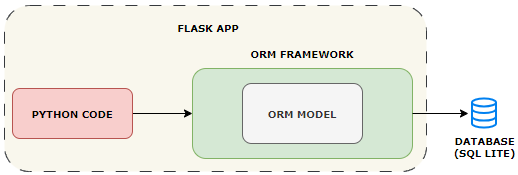 FLASK APP
ORM FRAMEWORK
PYTHON CODE
ORM MODEL
DATABASE
(SQL LITE)